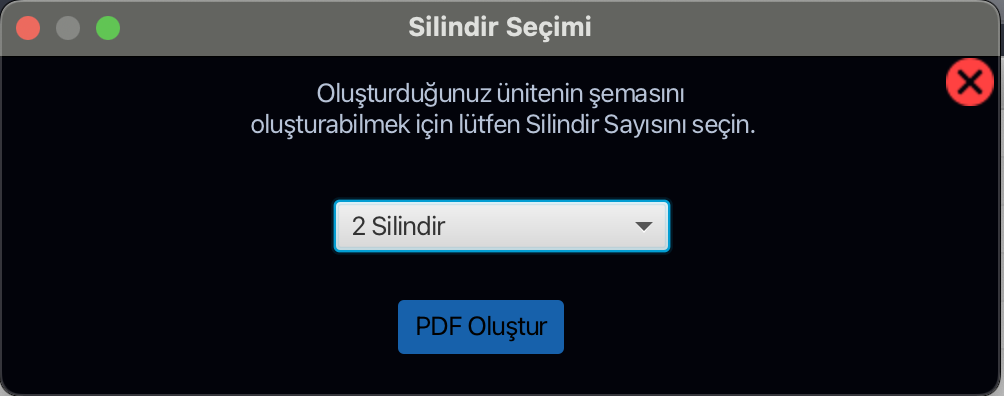 Silindir Seçimi
Oluşturduğunuz ünitenin şemasını
oluşturabilmek için lütfen Silindir Sayısını seçin.
2 Silindir
PDF Oluştur